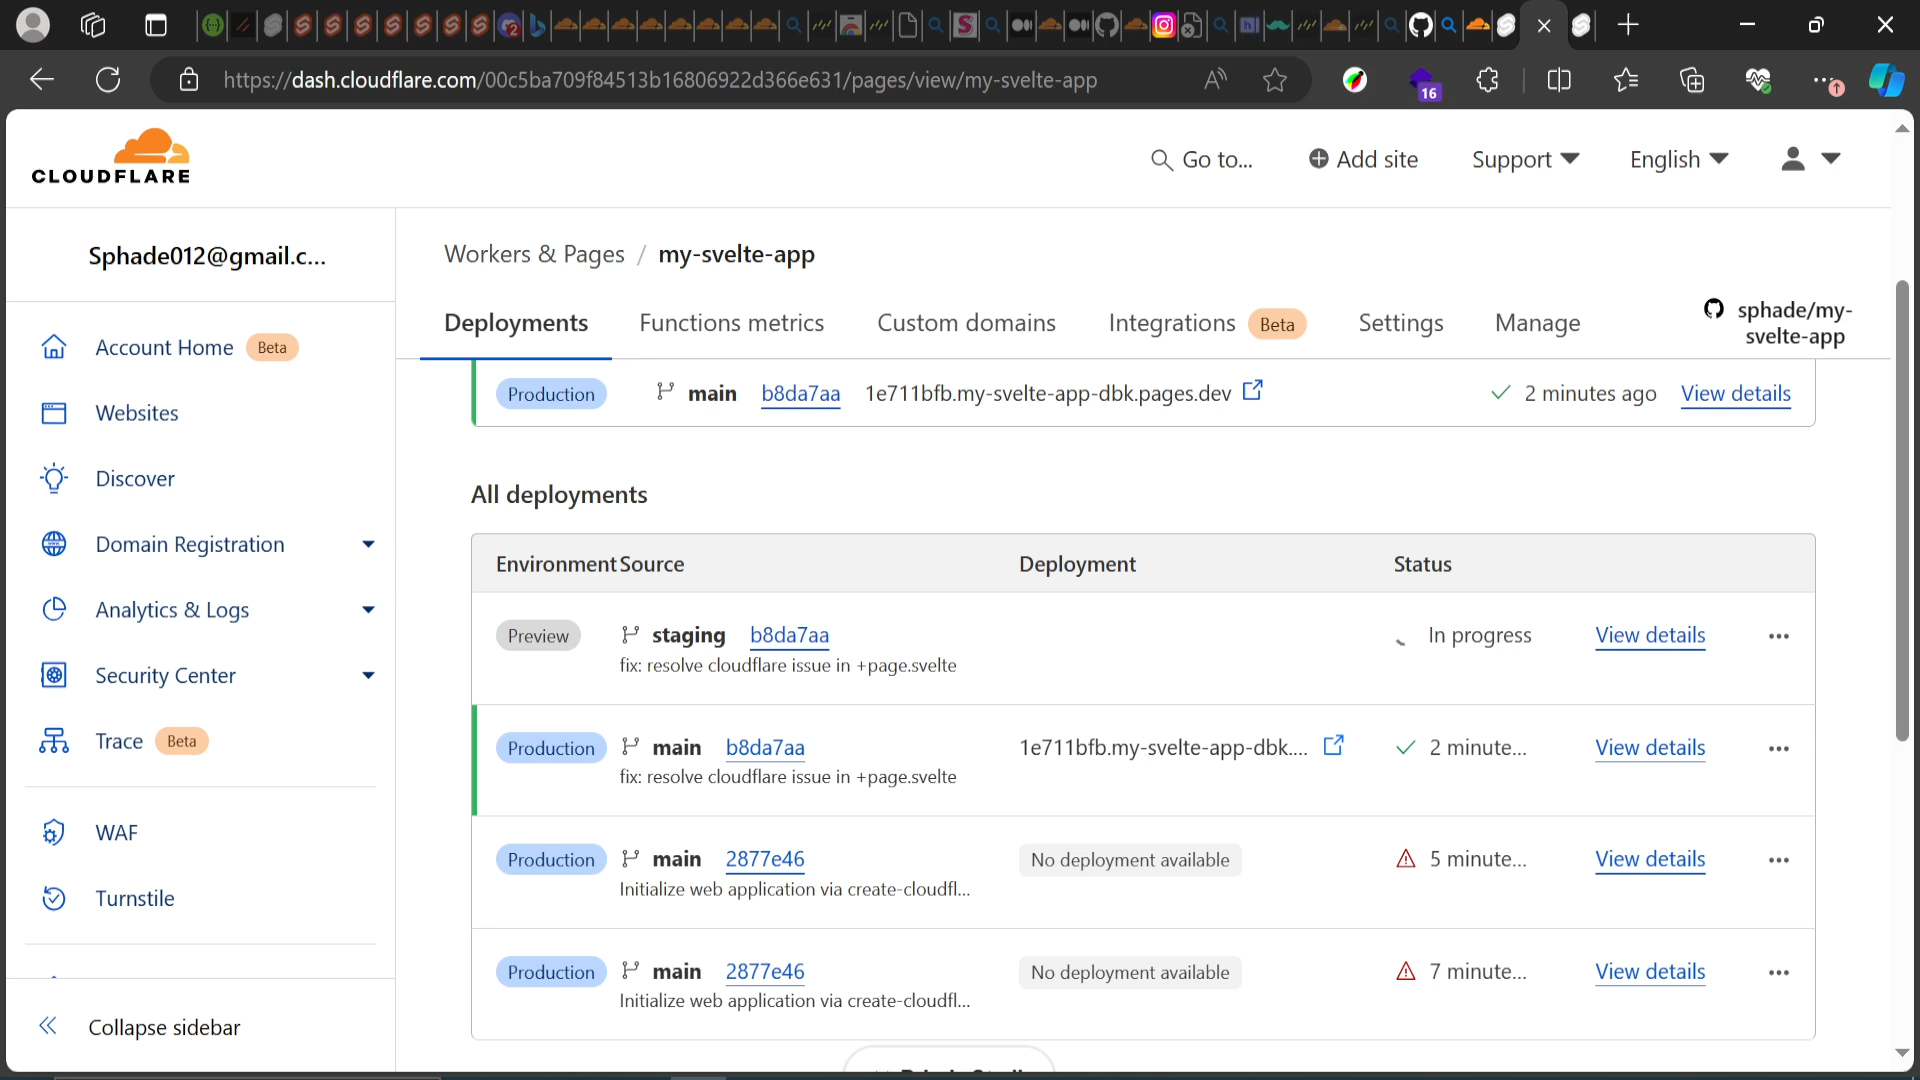 https://dash.cloudflare.com/00c5ba709f84513b16806922d366e631/pages/view/my-svelte-app
16
CLOUDFLARE
Go to...
Add site
Support
English
Sphade012@gmail.c...
Account Home Beta
Websites
Discover
Domain Registration
Analytics & Logs
Security Center
Trace Beta
WAF
Turnstile
Collapse sidebar
Workers & Pages / my-svelte-app
Deployments Functions metrics Custom domains Integrations Beta Settings Manage
sphade/my-
svelte-app
Production main b8da7aa 1e711bfb.my-svelte-app-dbk.pages.dev 2 minutes ago View details
All deployments
Environment Source Deployment Status
Preview staging b8da7aa In progress View details
fix: resolve cloudflare issue in +page.svelte
Production main b8da7aa 1e711bfb.my-svelte-app-dbk.... 2 minute... View details
fix: resolve cloudflare issue in +page.svelte
Production main 2877e46 No deployment available 5 minute... View details
Initialize web application via create-cloudfl...
Production main 2877e46 No deployment available 7 minute... View details
Initialize web application via create-cloudfl...